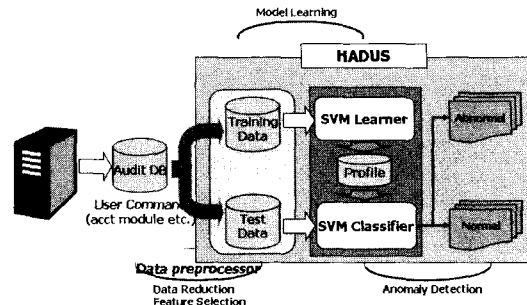 Model Learning
HADUS
Training
Data
SVM Learner
Abnormal
Audit DB
Profile
User Command
(acct module etc.)
Test
Data
SVM Classifier
Normal
Data preprocessor
Data Reduction
Feature Selection
Anomaly Detection